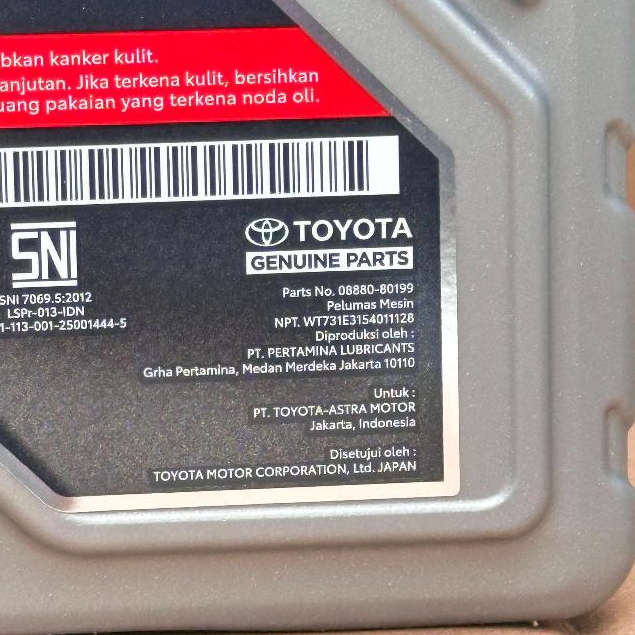 kan kanker kulit.
anjutan. Jika terkena kulit, bersihkan
uang pakaian yang terkena noda oli.
SNI
SNI 7069.5:2012
LSPr-013-IDN
1-113-001-25001444-5
TOYOTA
GENUINE PARTS
Parts No. 08880-80199
Pelumas Mesin
NPT. WT731E3154011128
Diproduksi oleh :
PT. PERTAMINA LUBRICANTS
Grha Pertamina, Medan Merdeka Jakarta 10110
Untuk :
PT. TOYOTA-ASTRA MOTOR
Jakarta, Indonesia
Disetujui oleh :
TOYOTA MOTOR CORPORATION, Ltd. JAPAN